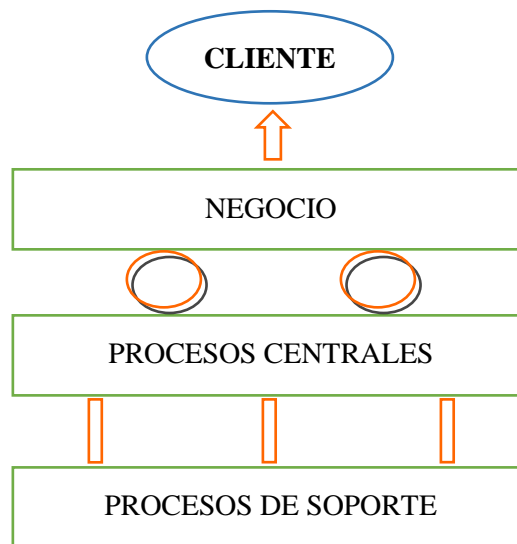 CLIENTE
NEGOCIO
PROCESOS CENTRALES
PROCESOS DE SOPORTE